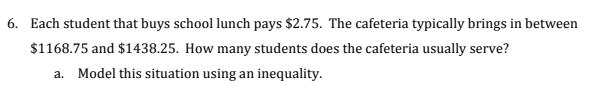 6. Each student that buys school lunch pays $2.75. The cafeteria typically brings in between
$1168.75 and $1438.25. How many students does the cafeteria usually serve?
a. Model this situation using an inequality.